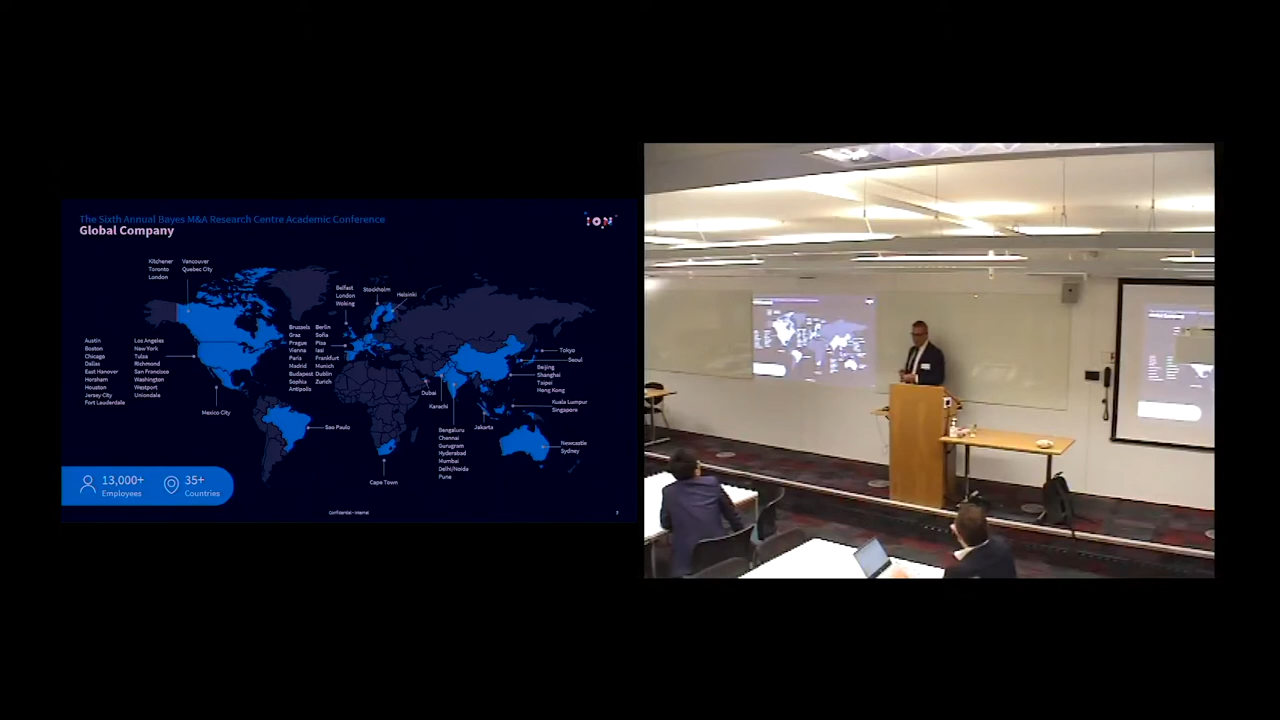 The Sixth Annual Bayes M&A Research Centre Academic Conference
Global Company
ION
Kitchener
Toronto
London
Vancouver
Quebec City
Belfast
London
Woking
Stockholm
Helsinki
Brussels
Graz
Prague
Vienna
Paris
Madrid
Budapest
Sophia
Antipolis
Berlin
Sofia
Pisa
Iasi
Frankfurt
Munich
Dublin
Zurich
Austin
Boston
Chicago
Dallas
East Hanover
Horsham
Houston
Jersey City
Fort Lauderdale
Los Angeles
New York
Tulsa
Richmond
San Francisco
Washington
Westport
Uniondale
Mexico City
Sao Paulo
Cape Town
Dubai
Karachi
Bengaluru
Chennai
Gurugram
Hyderabad
Mumbai
Delhi/Noida
Pune
Jakarta
Tokyo
Seoul
Beijing
Shanghai
Taipei
Hong Kong
Kuala Lumpur
Singapore
Newcastle
Sydney
13,000+
Employees
35+
Countries
Confidential - Internal